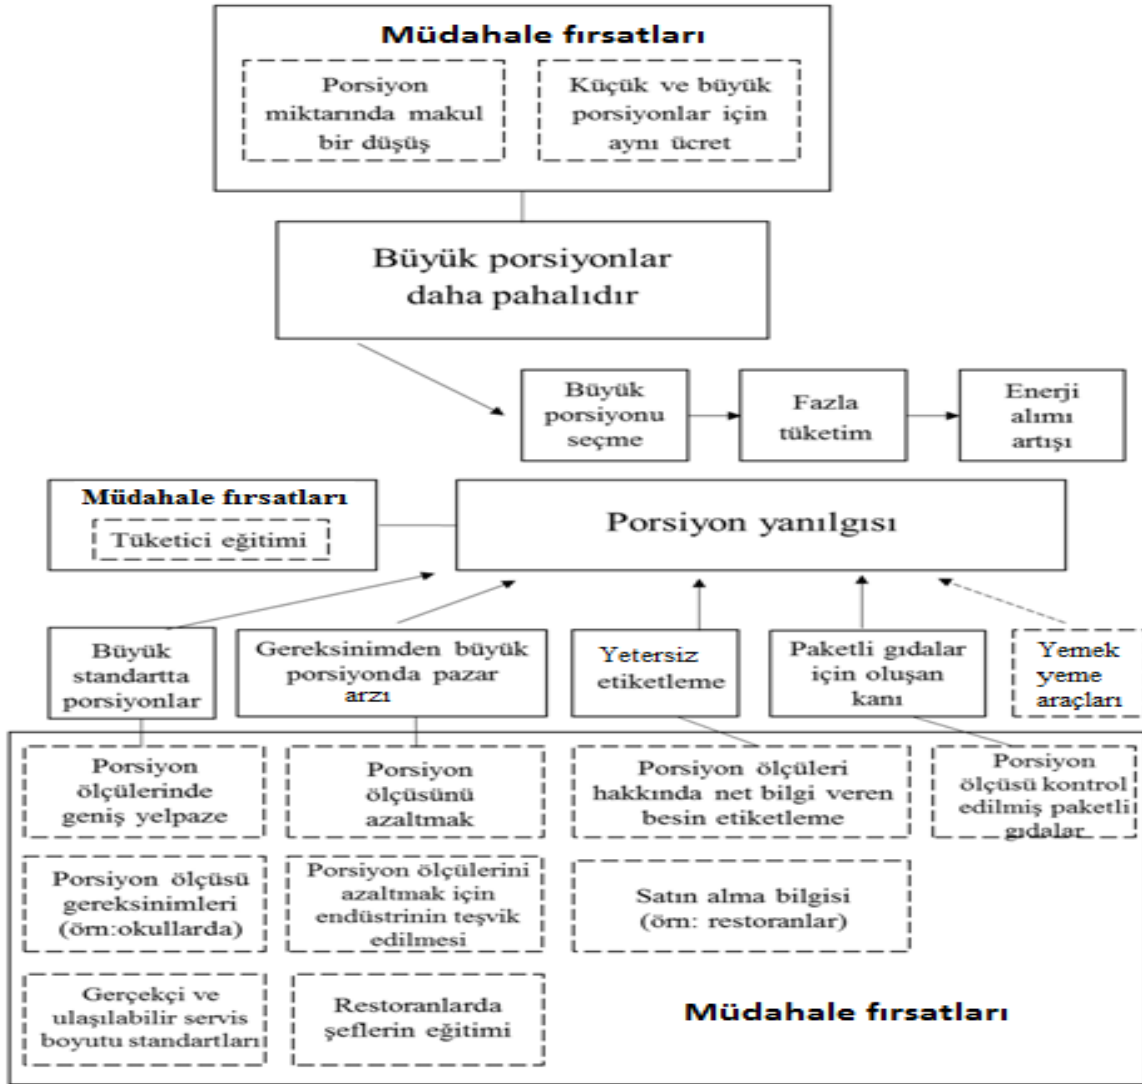 Müdahale fırsatları
Porsiyon
miktarında makul
bir düşüş
Küçük ve büyük
porsiyonlar için
aynı ücret
Büyük porsiyonlar
daha pahalıdır
Büyük
porsiyonu
seçme
Fazla
tüketim
Enerji
alımı
artışı
Müdahale fırsatları
Tüketici eğitimi
Porsiyon yanılgısı
Büyük
standartta
porsiyonlar
Gereksinimden büyük
porsiyonda pazar
arzı
Yetersiz
etiketleme
Paketli gıdalar
için oluşan
kanı
Yemek
yeme
araçları
Porsiyon
ölçülerinde
geniş yelpaze
Porsiyon
ölçüsünü
azaltmak
Porsiyon ölçüleri
hakkında net bilgi veren
besin etiketleme
Porsiyon
ölçüsü kontrol
edilmiş paketli
gıdalar
Porsiyon ölçüsü
gereksinimleri
(örn:okullarda)
Porsiyon ölçülerini
azaltmak için
endüstrinin teşvik
edilmesi
Satın alma bilgisi
(örn: restoranlar)
Gerçekçi ve
ulaşılabilir servis
boyutu standartları
Restoranlarda
şeflerin eğitimi
Müdahale fırsatları